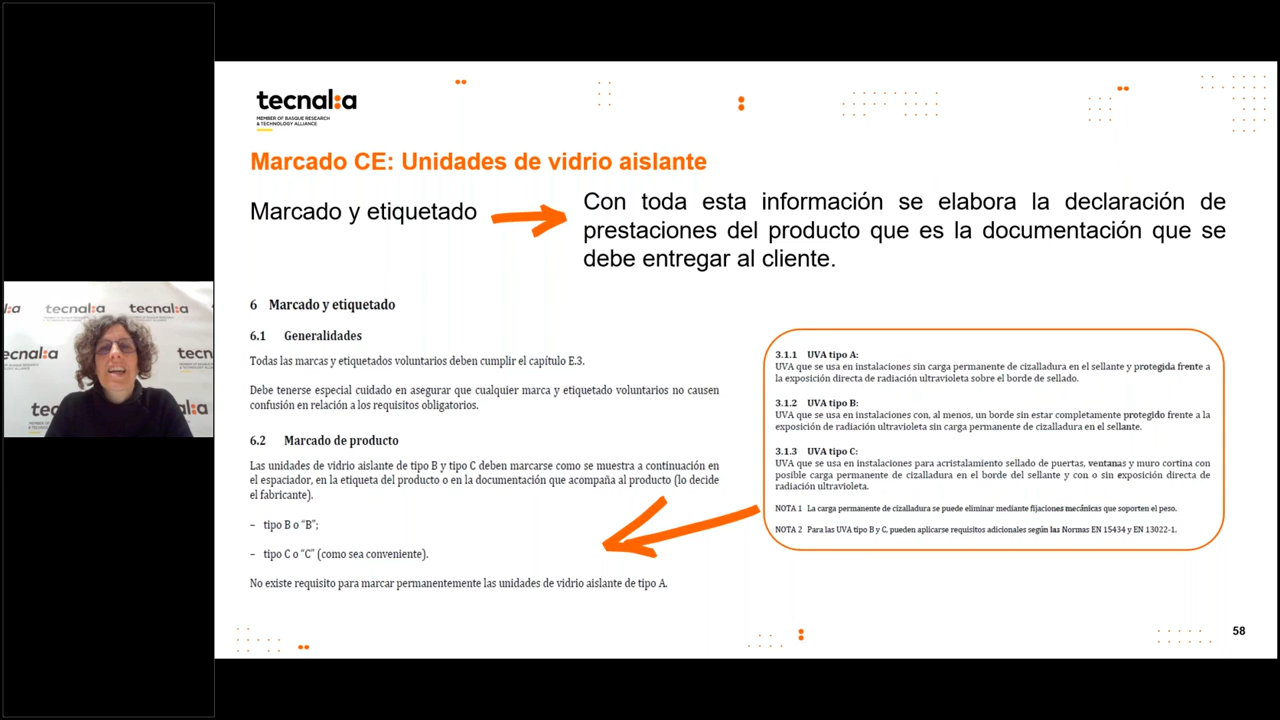 tecnal:a
MEMBER OF BASQUE RESEARCH
& TECHNOLOGY ALLIANCE
Marcado CE: Unidades de vidrio aislante
Marcado y etiquetado
Con toda esta información se elabora la declaración de
prestaciones del producto que es la documentación que se
debe entregar al cliente.
6 Marcado y etiquetado
6.1 Generalidades
Todas las marcas y etiquetados voluntarios deben cumplir el capítulo E.3.
Debe tenerse especial cuidado en asegurar que cualquier marca y etiquetado voluntarios no causen
confusión en relación a los requisitos obligatorios.
6.2 Marcado de producto
Las unidades de vidrio aislante de tipo B y tipo C deben marcarse como se muestra a continuación en
el espaciador, en la etiqueta del producto o en la documentación que acompaña al producto (lo decide
el fabricante).
– tipo B o “B”;
– tipo C o “C” (como sea conveniente).
No existe requisito para marcar permanentemente las unidades de vidrio aislante de tipo A.
3.1.1 UVA tipo A:
UVA que se usa en instalaciones sin carga permanente de cizalladura en el sellante y protegida frente a
la exposición directa de radiación ultravioleta sobre el borde de sellado.
3.1.2 UVA tipo B:
UVA que se usa en instalaciones con, al menos, un borde sin estar completamente protegido frente a la
exposición de radiación ultravioleta sin carga permanente de cizalladura en el sellante.
3.1.3 UVA tipo C:
UVA que se usa en instalaciones para acristalamiento sellado de puertas, ventanas y muro cortina con
posible carga permanente de cizalladura en el borde del sellante y con o sin exposición directa de
radiación ultravioleta.
NOTA 1 La carga permanente de cizalladura se puede eliminar mediante fijaciones mecánicas que soporten el peso.
NOTA 2 Para las UVA tipo B y C, pueden aplicarse requisitos adicionales según las Normas EN 15434 y EN 13022-1.
58
tecnal:a
tecnal:a